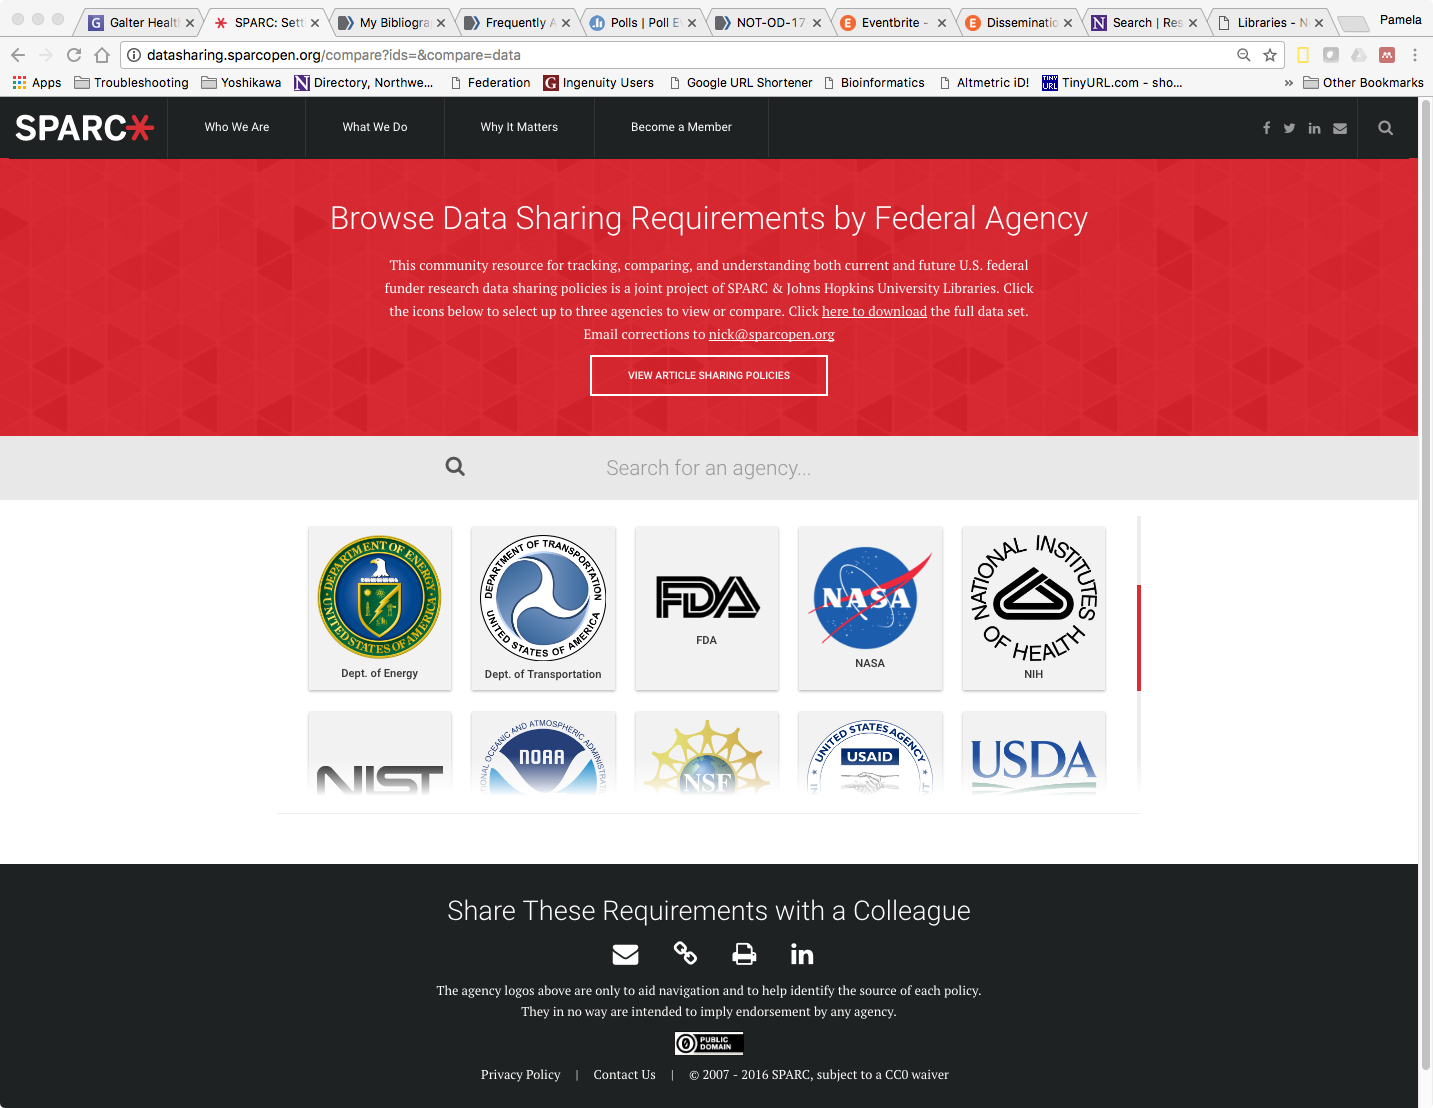 Galter Healt
SPARC: Sett
My Bibliogra
Frequently A
Polls | Poll Ev
NOT-OD-17
Eventbrite -
Disseminatio
Search | Res
Libraries - N
Pamela
datasharing.sparcopen.org/compare?ids=&compare=data
Apps
Troubleshooting
Yoshikawa
Directory, Northwe...
Federation
Ingenuity Users
Google URL Shortener
Bioinformatics
Altmetric iD!
TinyURL.com - sho...
» Other Bookmarks
SPARC
Who We Are
What We Do
Why It Matters
Become a Member
Browse Data Sharing Requirements by Federal Agency
This community resource for tracking, comparing, and understanding both current and future U.S. federal
funder research data sharing policies is a joint project of SPARC & Johns Hopkins University Libraries. Click
the icons below to select up to three agencies to view or compare. Click here to download the full data set.
Email corrections to nick@sparcopen.org
VIEW ARTICLE SHARING POLICIES
Search for an agency...
DEPARTMENT OF ENERGY
UNITED STATES OF AMERICA
Dept. of Energy
DEPARTMENT OF TRANSPORTATION
UNITED STATES OF AMERICA
Dept. of Transportation
FDA
FDA
NASA
NASA
NATIONAL INSTITUTES
OF HEALTH
NIH
NIST
OCEANIC AND ATMOSPHERIC
NOAA
NSF
UNITED STATES AGENCY
USAID
USDA
Share These Requirements with a Colleague
The agency logos above are only to aid navigation and to help identify the source of each policy.
They in no way are intended to imply endorsement by any agency.
PUBLIC
DOMAIN
Privacy Policy | Contact Us | © 2007 - 2016 SPARC, subject to a CC0 waiver